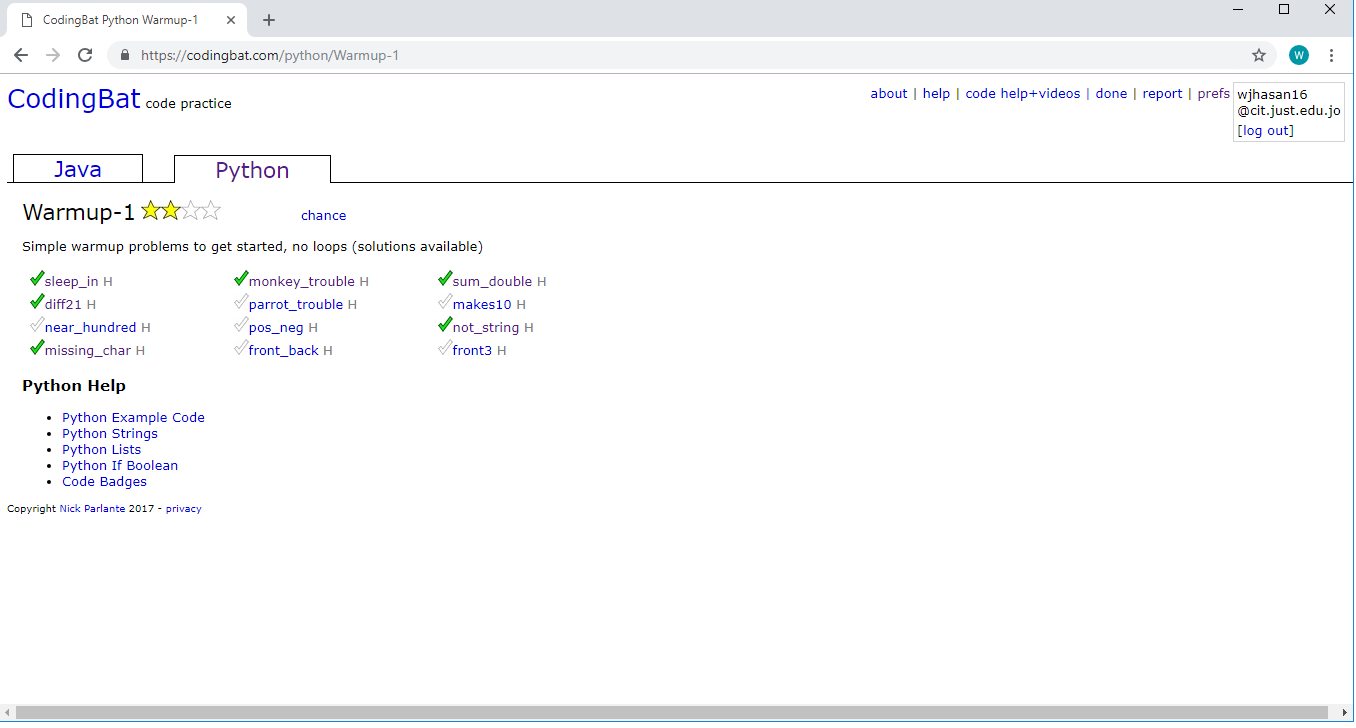 CodingBat Python Warmup-1
https://codingbat.com/python/Warmup-1
W
CodingBat code practice
about | help | code help+videos | done | report | prefs
wjhasan16
@cit.just.edu.jo
[log out]
Java
Python
Warmup-1
chance
Simple warmup problems to get started, no loops (solutions available)
sleep_in H monkey_trouble H sum_double H
diff21 H parrot_trouble H makes10 H
near_hundred H pos_neg H not_string H
missing_char H front_back H front3 H
Python Help
• Python Example Code
• Python Strings
• Python Lists
• Python If Boolean
• Code Badges
Copyright Nick Parlante 2017 - privacy